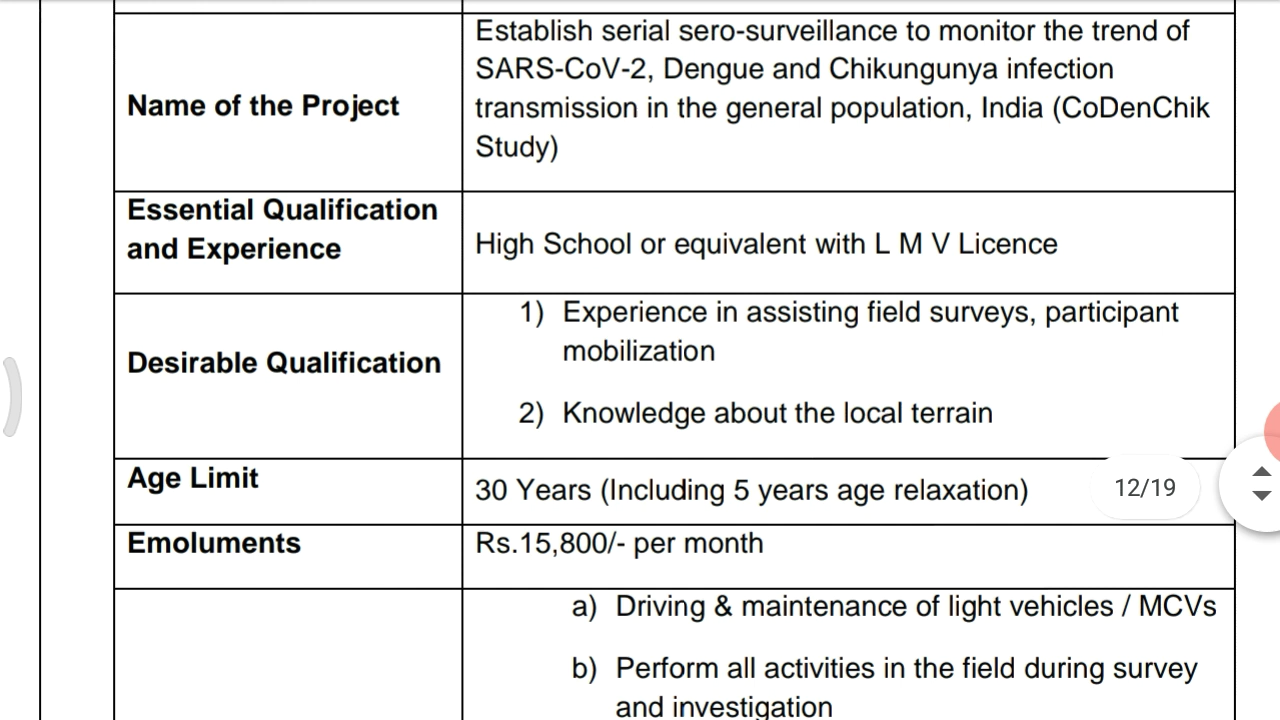 Name of the Project
Establish serial sero-surveillance to monitor the trend of
SARS-CoV-2, Dengue and Chikungunya infection
transmission in the general population, India (CoDenChik
Study)
Essential Qualification
and Experience
High School or equivalent with L M V Licence
Desirable Qualification
1) Experience in assisting field surveys, participant
mobilization
2) Knowledge about the local terrain
Age Limit
30 Years (Including 5 years age relaxation)
12/19
Emoluments
Rs.15,800/- per month
a) Driving & maintenance of light vehicles / MCVs
b) Perform all activities in the field during survey
and investigation